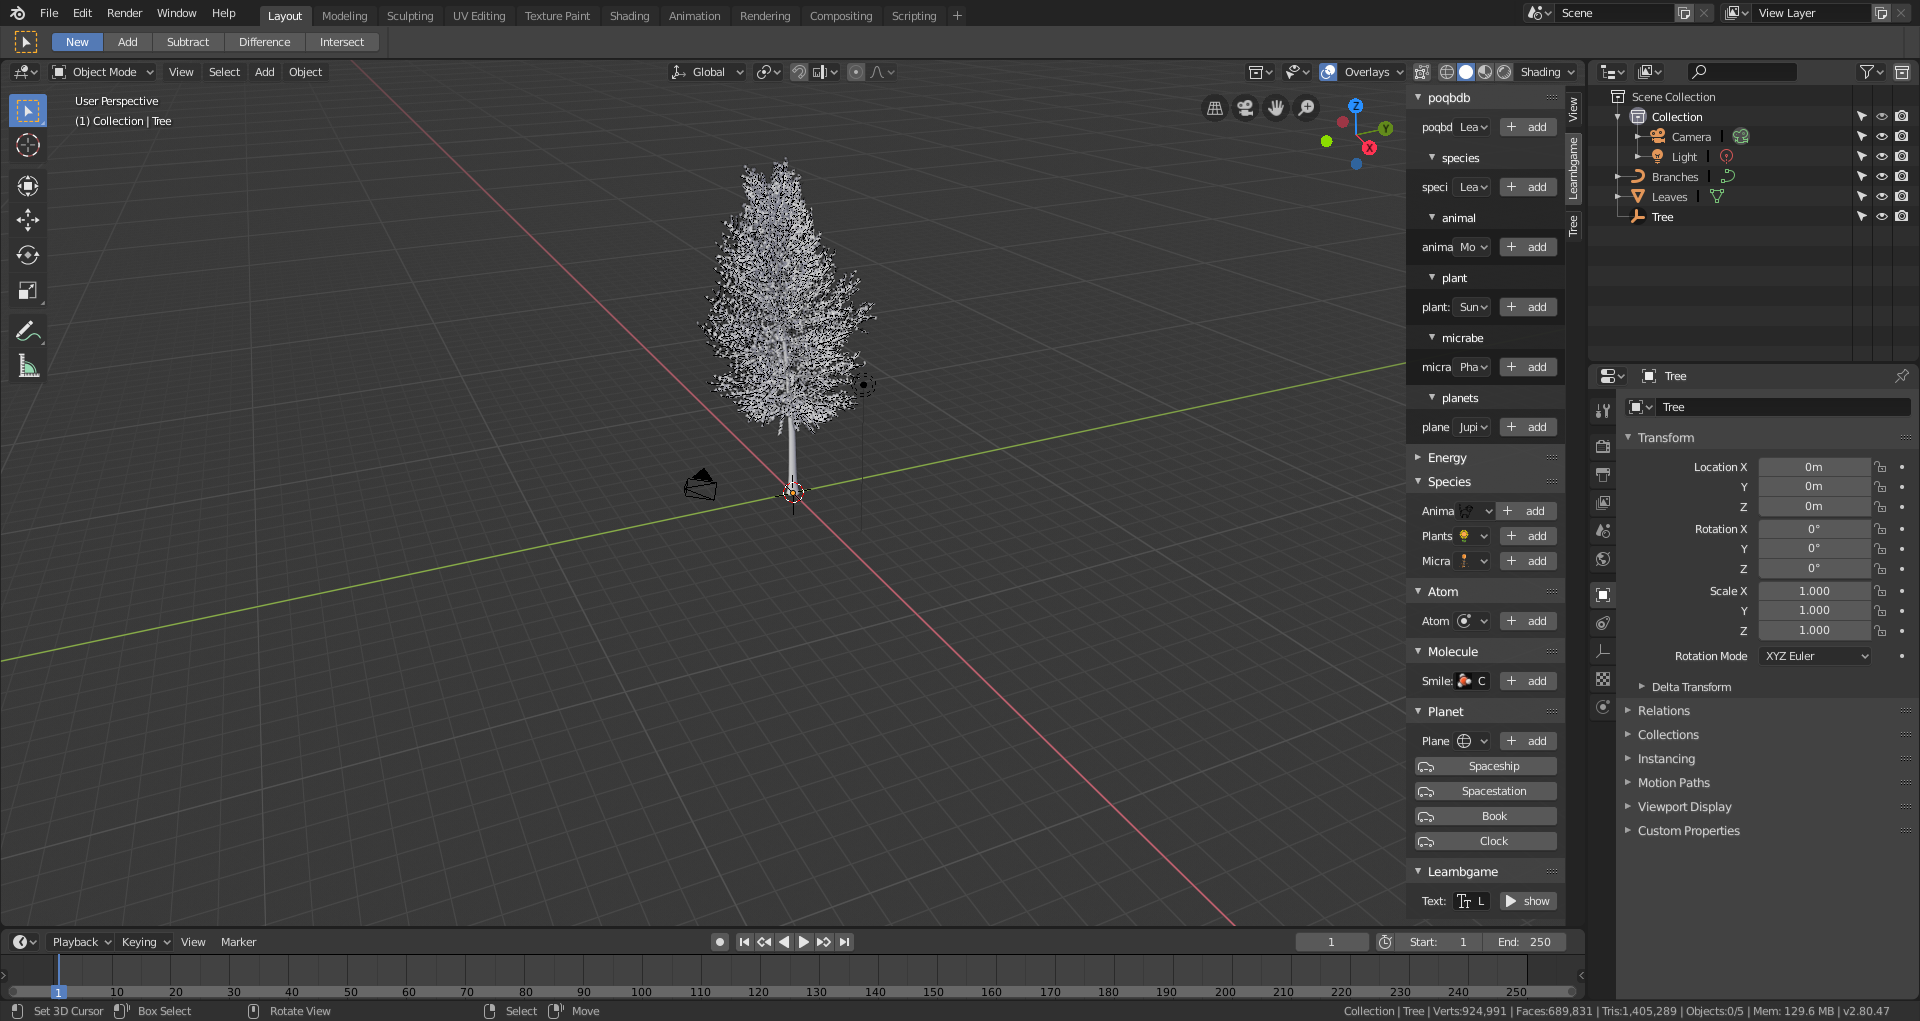 File Edit Render Window Help Layout Modeling Sculpting UV Editing Texture Paint Shading Animation Rendering Compositing Scripting Scene View Layer
New Add Subtract Difference Intersect
Object Mode View Select Add Object Global Overlays Shading
User Perspective
(1) Collection | Tree
Z
Y
X
View
Learnbgame
Tree
poqbdb
poqbd Lea add
species
speci Lea add
animal
anima Mo add
plant
plant: Sun add
micrabe
micra Pha add
planets
plane Jupi add
Energy
Species
Anima add
Plants add
Micra add
Atom
Atom add
Molecule
Smile: C add
Planet
Plane add
Spaceship
Spacestation
Book
Clock
Learnbgame
Text: L show
Scene Collection
Collection
Camera
Light
Branches
Leaves
Tree
Tree
Tree
Transform
Location X 0m
Y 0m
Z 0m
Rotation X 0°
Y 0°
Z 0°
Scale X 1.000
Y 1.000
Z 1.000
Rotation Mode XYZ Euler
Delta Transform
Relations
Collections
Instancing
Motion Paths
Viewport Display
Custom Properties
Playback Keying View Marker 1 Start: 1 End: 250
1 10 20 30 40 50 60 70 80 90 100 110 120 130 140 150 160 170 180 190 200 210 220 230 240 250
Set 3D Cursor Box Select Rotate View Select Move Collection | Tree | Verts:924,991 | Faces:689,831 | Tris:1,405,289 | Objects:0/5 | Mem: 129.6 MB | v2.80.47